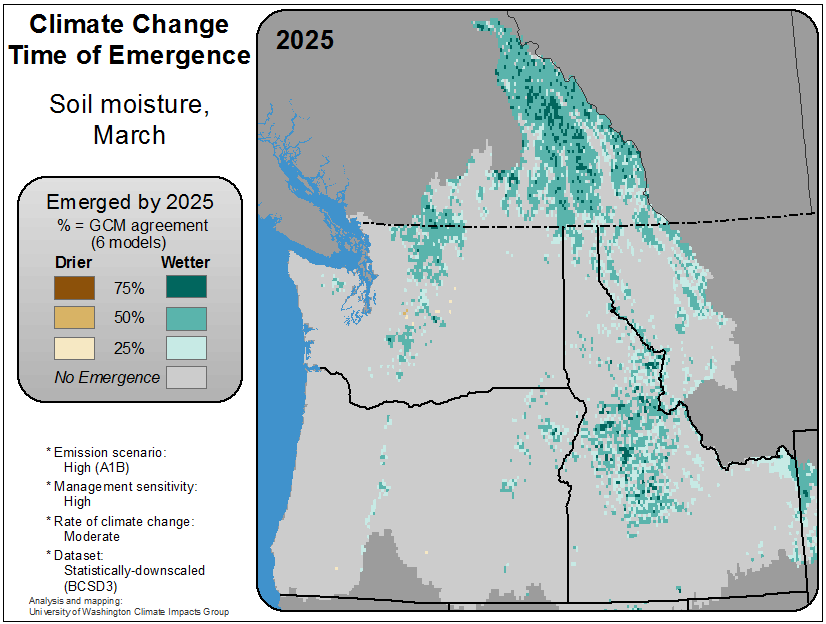 Climate Change
Time of Emergence
Soil moisture,
March
Emerged by 2025
% = GCM agreement
(6 models)
Drier Wetter
75%
50%
25%
No Emergence
* Emission scenario:
High (A1B)
* Management sensitivity:
High
* Rate of climate change:
Moderate
* Dataset:
Statistically-downscaled
(BCSD3)
Analysis and mapping:
University of Washington Climate Impacts Group
2025